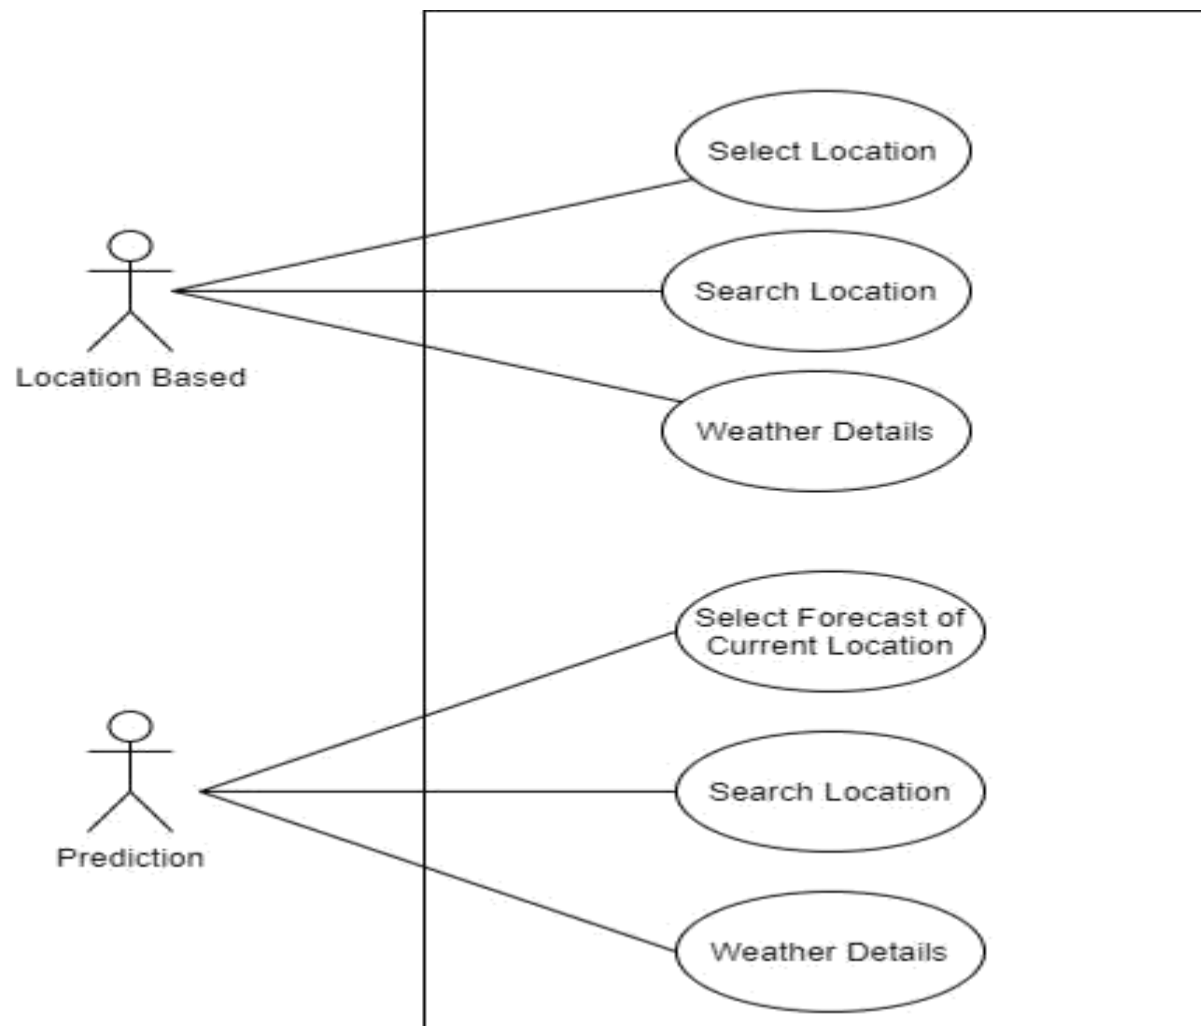 Select Location
Search Location
Location Based
Weather Details
Select Forecast of
Current Location
Search Location
Prediction
Weather Details